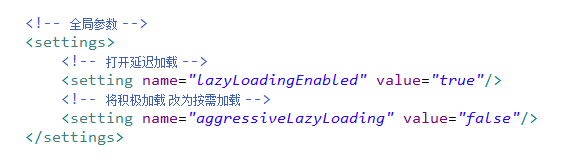 <!-- 全局参数 -->
<settings>
<!-- 打开延迟加载 -->
<setting name="lazyLoadingEnabled" value="true"/>
<!-- 将积极加载 改为按需加载 -->
<setting name="aggressiveLazyLoading" value="false"/>
</settings>